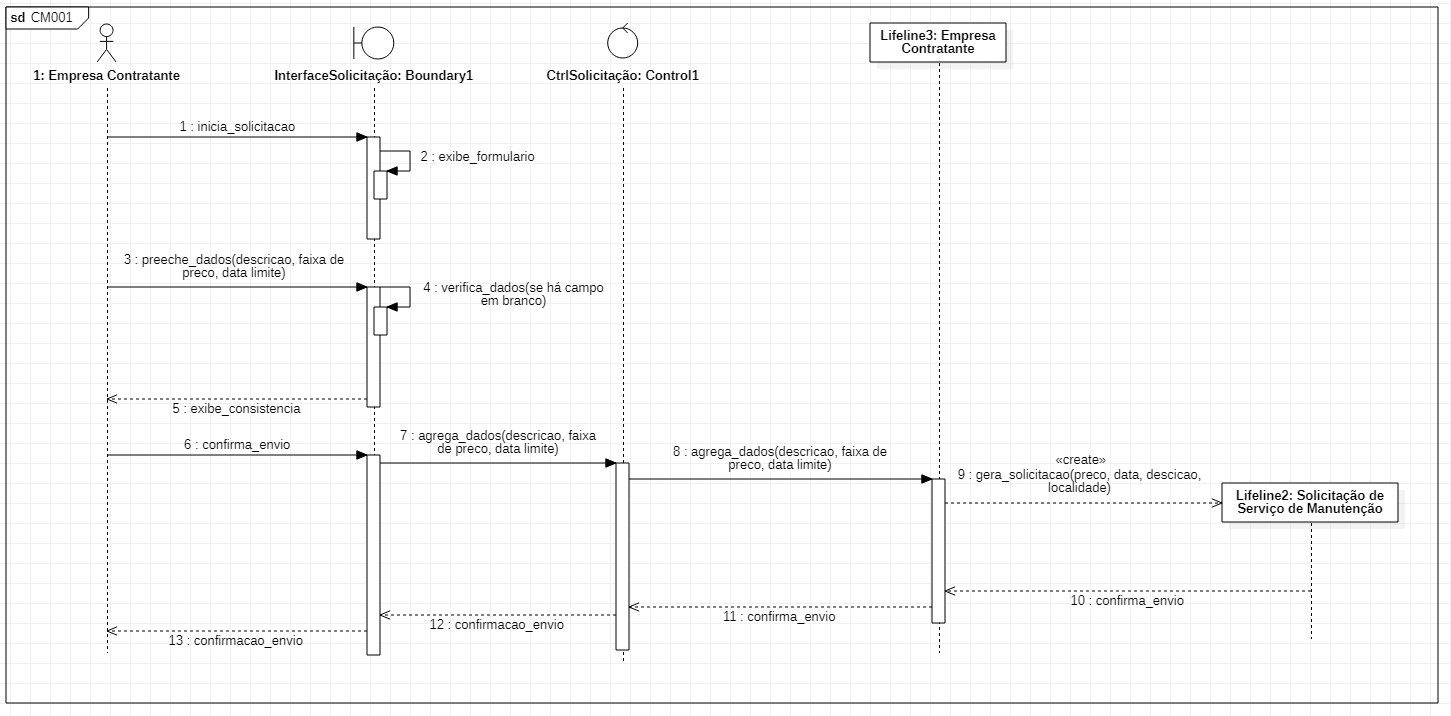 sd CM001
1: Empresa Contratante
InterfaceSolicitação: Boundary1
CtrlSolicitação: Control1
Lifeline3: Empresa
Contratante
1 : inicia_solicitacao
2 : exibe_formulario
3 : preeche_dados(descricao, faixa de
preco, data limite)
4 : verifica_dados(se há campo
em branco)
5 : exibe_consistencia
6 : confirma_envio
7 : agrega_dados(descricao, faixa
de preco, data limite)
8 : agrega_dados(descricao, faixa de
preco, data limite)
«create»
9 : gera_solicitacao(preco, data, descicao,
localidade)
Lifeline2: Solicitação de
Serviço de Manutenção
10 : confirma_envio
11 : confirma_envio
12 : confirmacao_envio
13 : confirmacao_envio